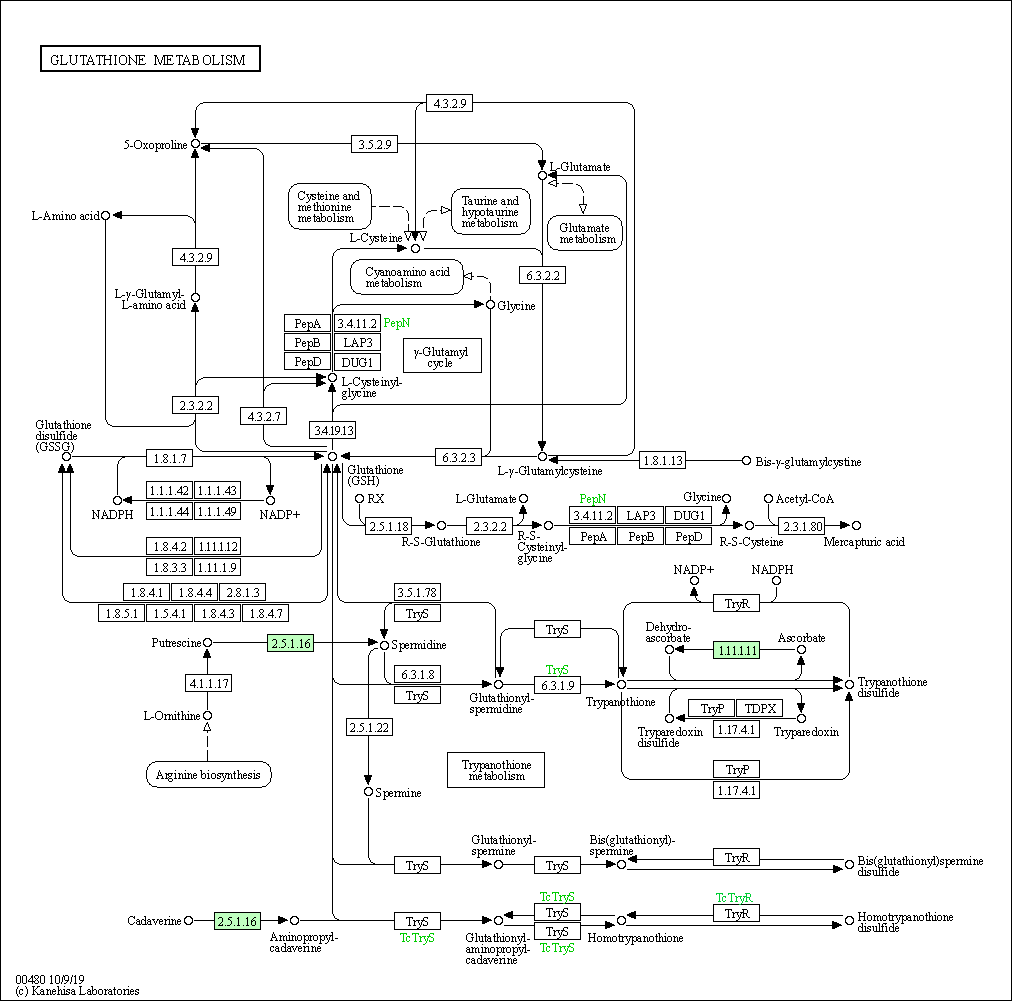 GLUTATHIONE METABOLISM
4.3.2.9
5-Oxoproline
3.5.2.9
L-Glutamate
Cysteine and
methionine
metabolism
Taurine and
hypotaurine
metabolism
L-Amino acid
Glutamate
metabolism
L-Cysteine
4.3.2.9
Cyanoamino acid
metabolism
6.3.2.2
L-γ-Glutamyl-
L-amino acid
Glycine
PepA
3.4.11.2
PepN
PepB
LAP3
PepD
DUG1
γ-Glutamyl
cycle
L-Cysteinyl-
glycine
2.3.2.2
4.3.2.7
3.4.19.13
Glutathione
disulfide
(GSSG)
1.8.1.7
Glutathione
(GSH)
6.3.2.3
L-γ-Glutamylcysteine
1.8.1.13
Bis-γ-glutamylcystine
1.1.1.42
1.1.1.43
1.1.1.44
1.1.1.49
NADPH
NADP+
RX
L-Glutamate
PepN
Glycine
Acetyl-CoA
2.5.1.18
2.3.2.2
3.4.11.2
LAP3
DUG1
PepA
PepB
PepD
2.3.1.80
R-S-Glutathione
R-S-
Cysteinyl-
glycine
R-S-Cysteine
Mercapturic acid
1.8.4.2
1.11.1.12
1.8.3.3
1.11.1.9
1.8.4.1
1.8.4.4
2.8.1.3
1.8.5.1
1.5.4.1
1.8.4.3
1.8.4.7
3.5.1.78
TryS
NADP+
NADPH
TryR
Putrescine
2.5.1.16
Spermidine
TryS
Dehydro-
ascorbate
1.11.1.11
Ascorbate
4.1.1.17
6.3.1.8
TryS
Glutathionyl-
spermidine
TryS
6.3.1.9
Trypanothione
Trypanothione
disulfide
L-Ornithine
2.5.1.22
TryP
TDPX
1.17.4.1
Tryparedoxin
disulfide
Tryparedoxin
Arginine biosynthesis
Trypanothione
metabolism
TryP
1.17.4.1
Spermine
Glutathionyl-
spermine
Bis(glutathionyl)-
spermine
TryS
TryS
TryR
Bis(glutathionyl)spermine
disulfide
Cadaverine
2.5.1.16
Aminopropyl-
cadaverine
TryS
TcTryS
Glutathionyl-
aminopropyl-
cadaverine
TcTryS
TryS
TryS
TcTryS
Homotrypanothione
TcTryR
TryR
Homotrypanothione
disulfide
00480 10/9/19
(c) Kanehisa Laboratories